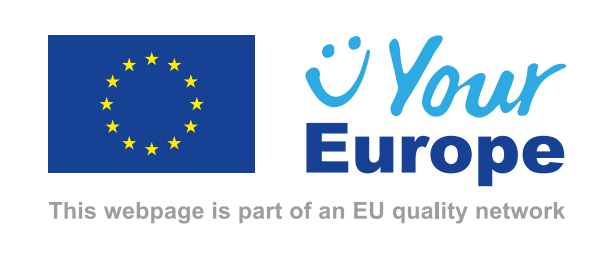 Your
Europe
This webpage is part of an EU quality network